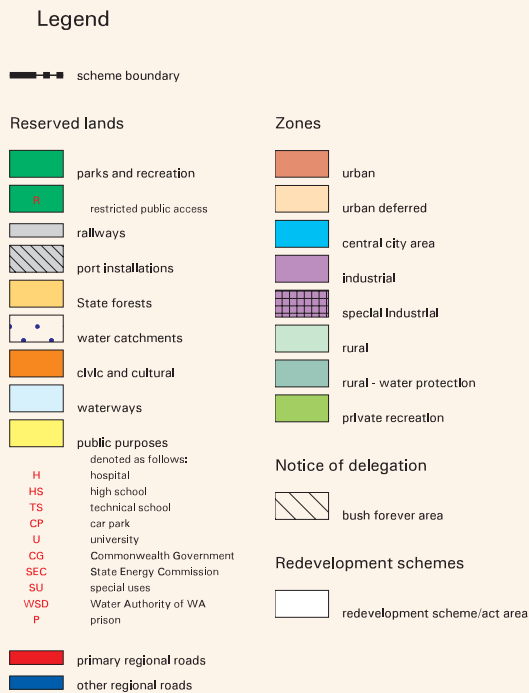 Legend
scheme boundary
Reserved lands
parks and recreation
R restricted public access
rallways
port installations
State forests
water catchments
clvlc and cultural
waterways
public purposes
denoted as follows:
H hospital
HS high school
TS technical school
CP car park
U university
CG Commonwealth Government
SEC State Energy Commission
SU special uses
WSD Water Authority of WA
P prison
primary regional roads
other regional roads
Zones
urban
urban deferred
central city area
industrial
special Industrlal
rural
rural - water protection
private recreation
Notice of delegation
bush forever area
Redevelopment schemes
redevelopment scheme/act area